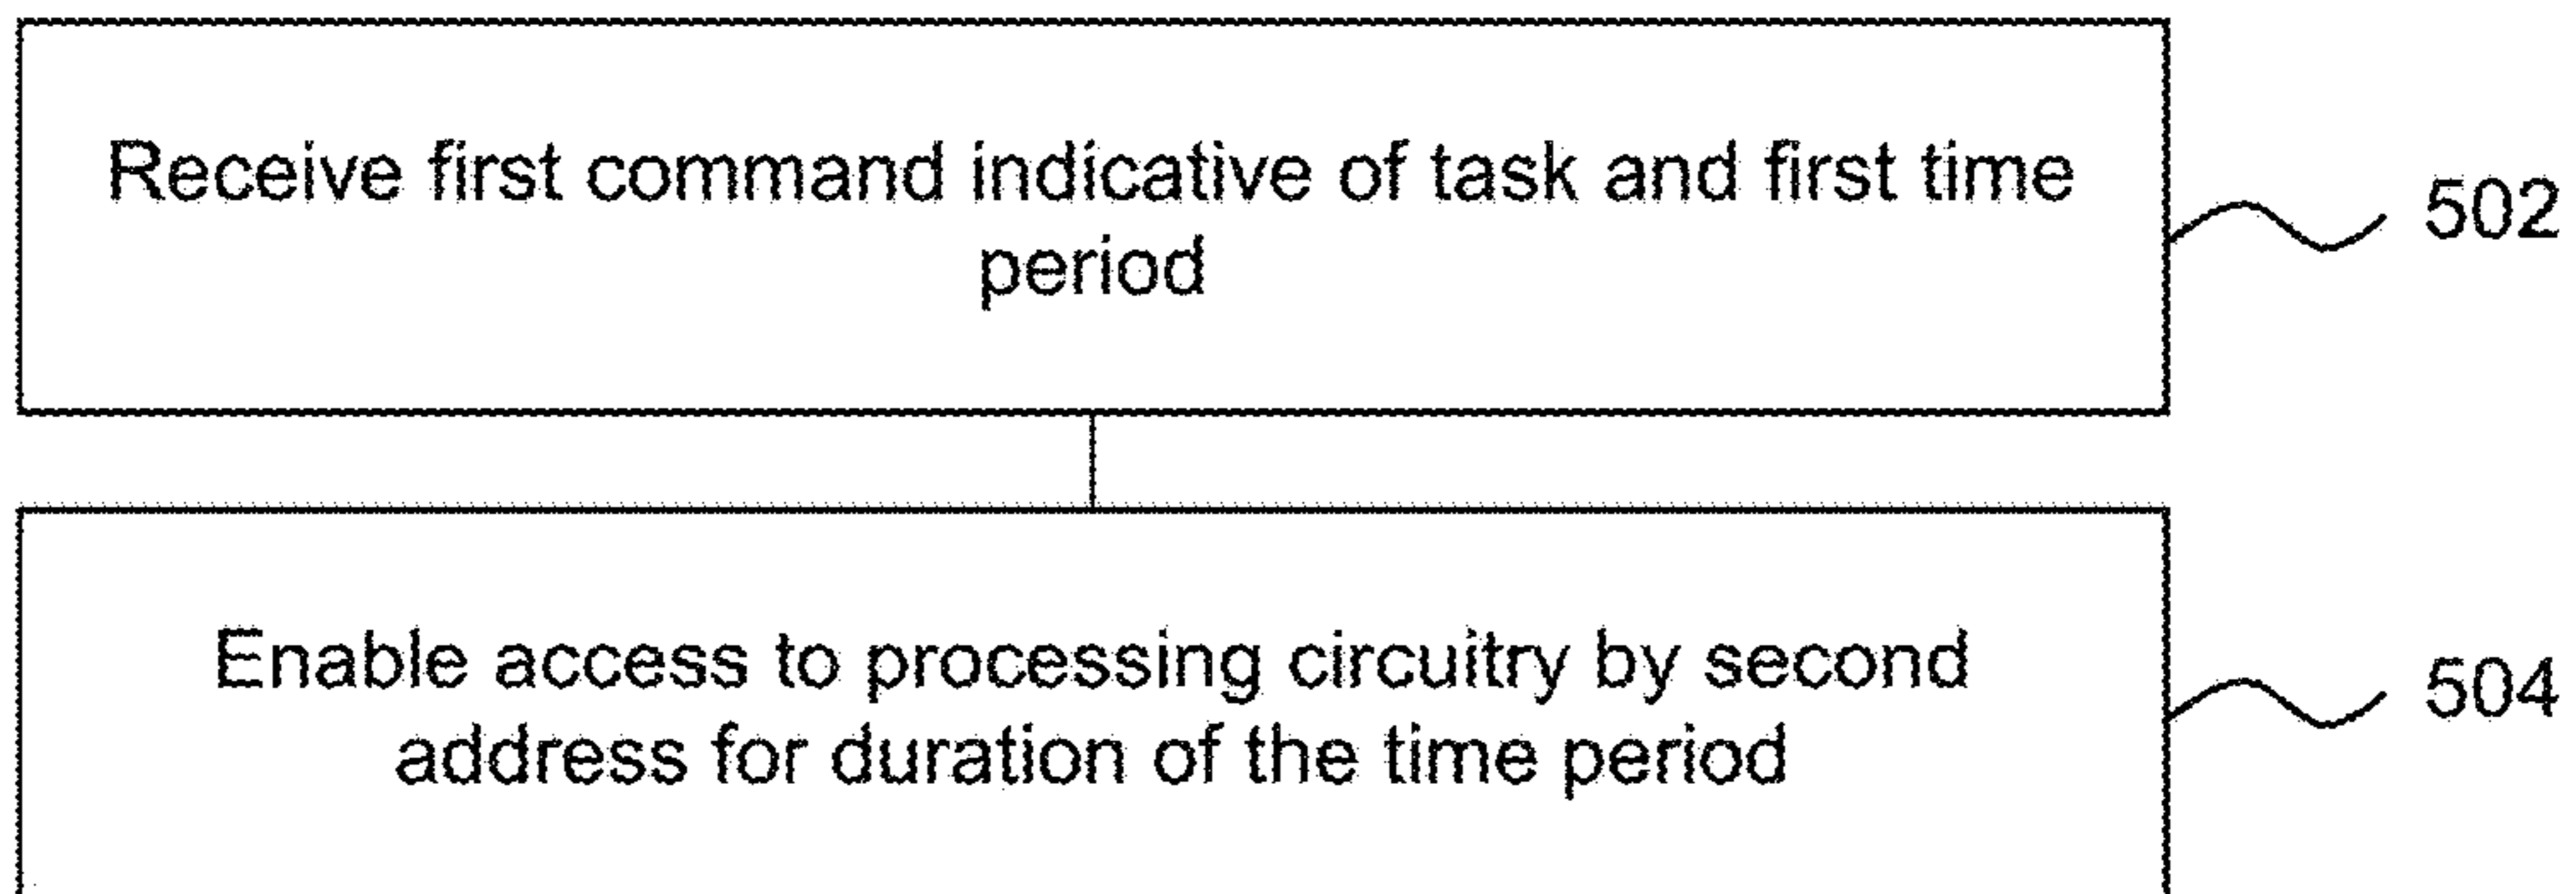 Receive first command indicative of task and first time
period
502
Enable access to processing circuitry by second
address for duration of the time period
504